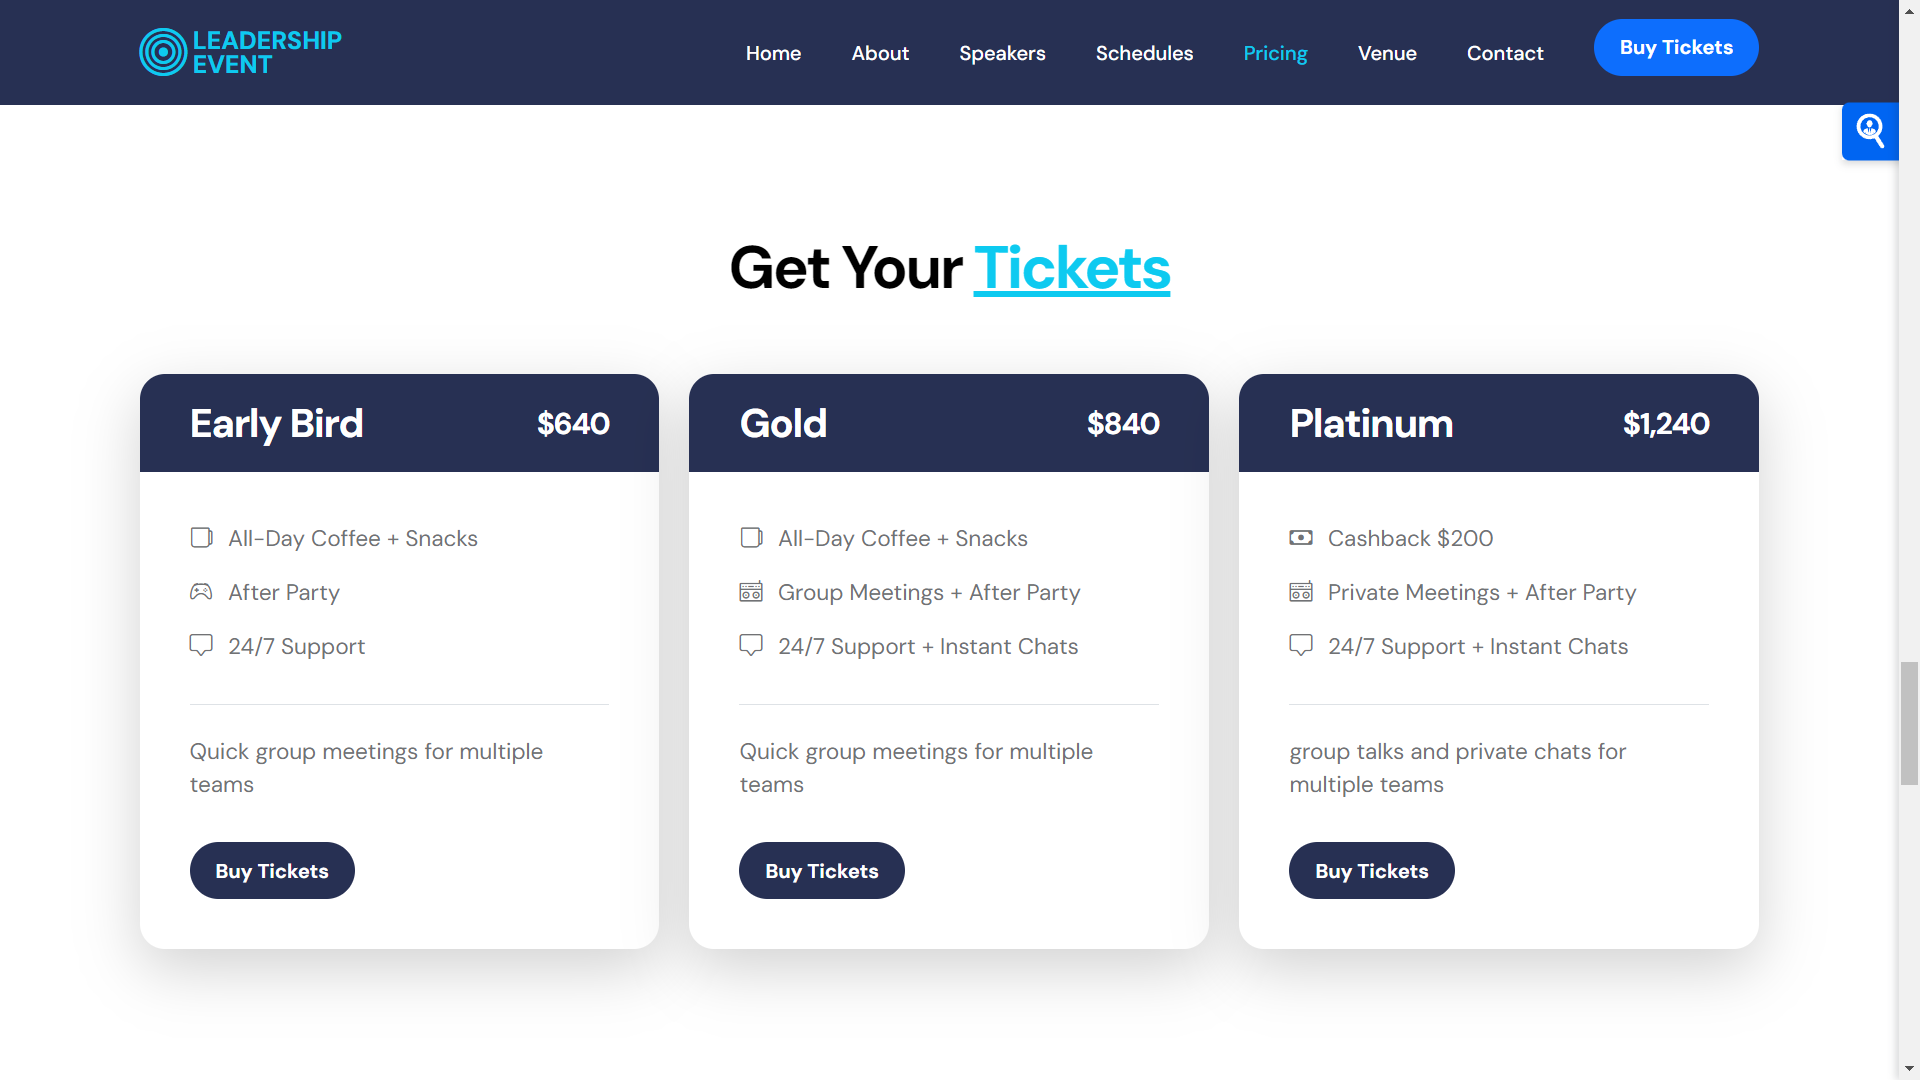 LEADERSHIP
EVENT
Home About Speakers Schedules Pricing Venue Contact Buy Tickets
Get Your Tickets
Early Bird $640
All-Day Coffee + Snacks
After Party
24/7 Support
Quick group meetings for multiple
teams
Buy Tickets
Gold $840
All-Day Coffee + Snacks
Group Meetings + After Party
24/7 Support + Instant Chats
Quick group meetings for multiple
teams
Buy Tickets
Platinum $1,240
Cashback $200
Private Meetings + After Party
24/7 Support + Instant Chats
group talks and private chats for
multiple teams
Buy Tickets